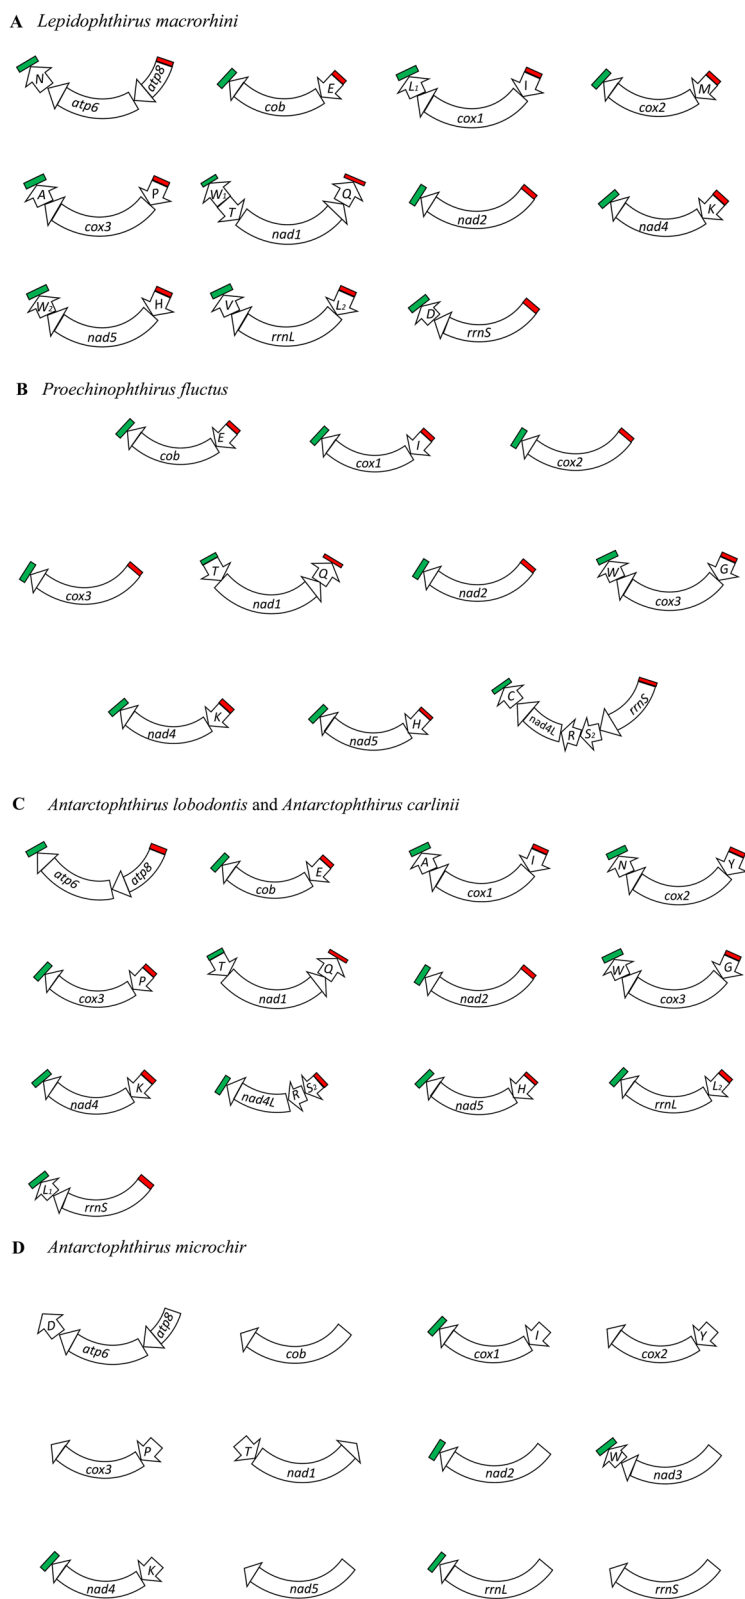 A Lepidophthirus macrorhini
N atp6 atp8
cob E
L1 cox1 I
cox2 M
A cox3 P
W1 T nad1 Q
nad2
nad4 K
W2 nad5 H
V rrnL L2
D rrnS
B Proechinophthirus fluctus
cob E
cox1 I
cox2
cox3
T nad1 Q
nad2
W cox3 G
nad4 K
nad5 H
C nad4L R S2 rrnS
C Antarctophthirus lobodontis and Antarctophthirus carlinii
atp6 atp8
cob E
A cox1 I
N cox2 Y
cox3 P
T nad1 Q
nad2
W cox3 G
nad4 K
nad4L R S2
nad5 H
rrnL L2
L1 rrnS
D Antarctophthirus microchir
D atp6 atp8
cob
cox1 I
cox2 Y
cox3 P
T nad1
nad2
W nad3
nad4 K
nad5
rrnL
rrnS